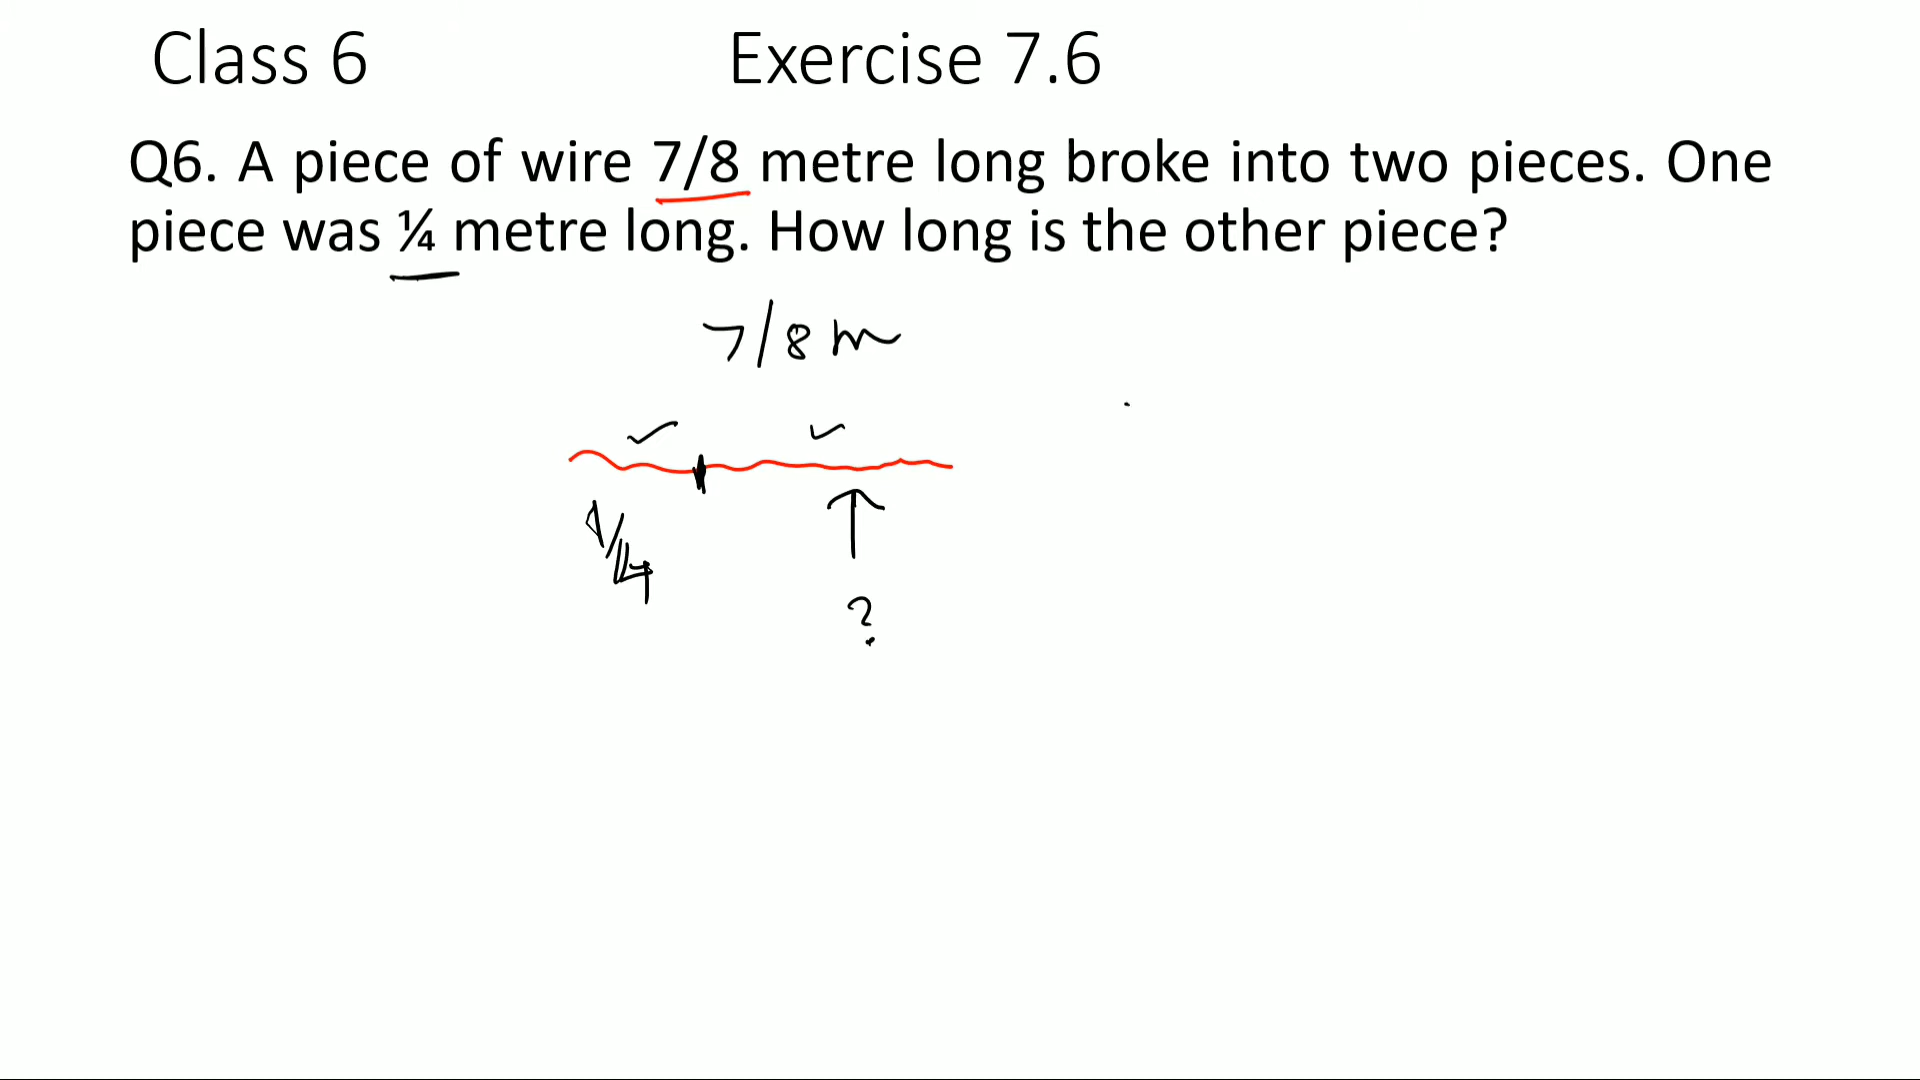 Class 6 Exercise 7.6
Q6. A piece of wire 7/8 metre long broke into two pieces. One
piece was ¼ metre long. How long is the other piece?
7/8 m
1/4
?